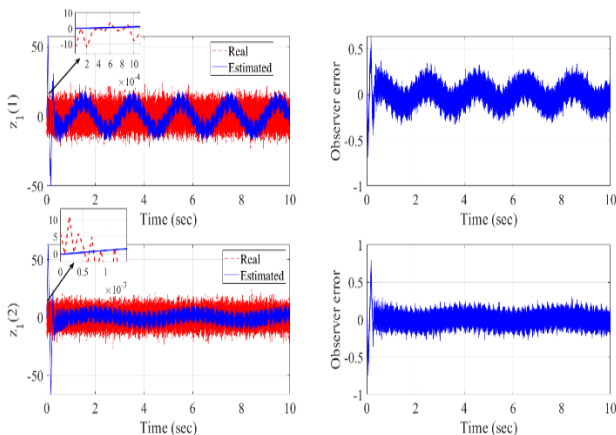 10
0
-10
2 4 6 8 10
×10⁻⁴
Real
Estimated
50
0
-50
z₁(1)
0 2 4 6 8 10
Time (sec)
0.5
0
-0.5
-1
Observer error
0 2 4 6 8 10
Time (sec)
10
5
0
0 0.5 1
×10⁻³
Real
Estimated
50
0
-50
z₁(2)
0 2 4 6 8 10
Time (sec)
1
0.5
0
-0.5
-1
Observer error
0 2 4 6 8 10
Time (sec)